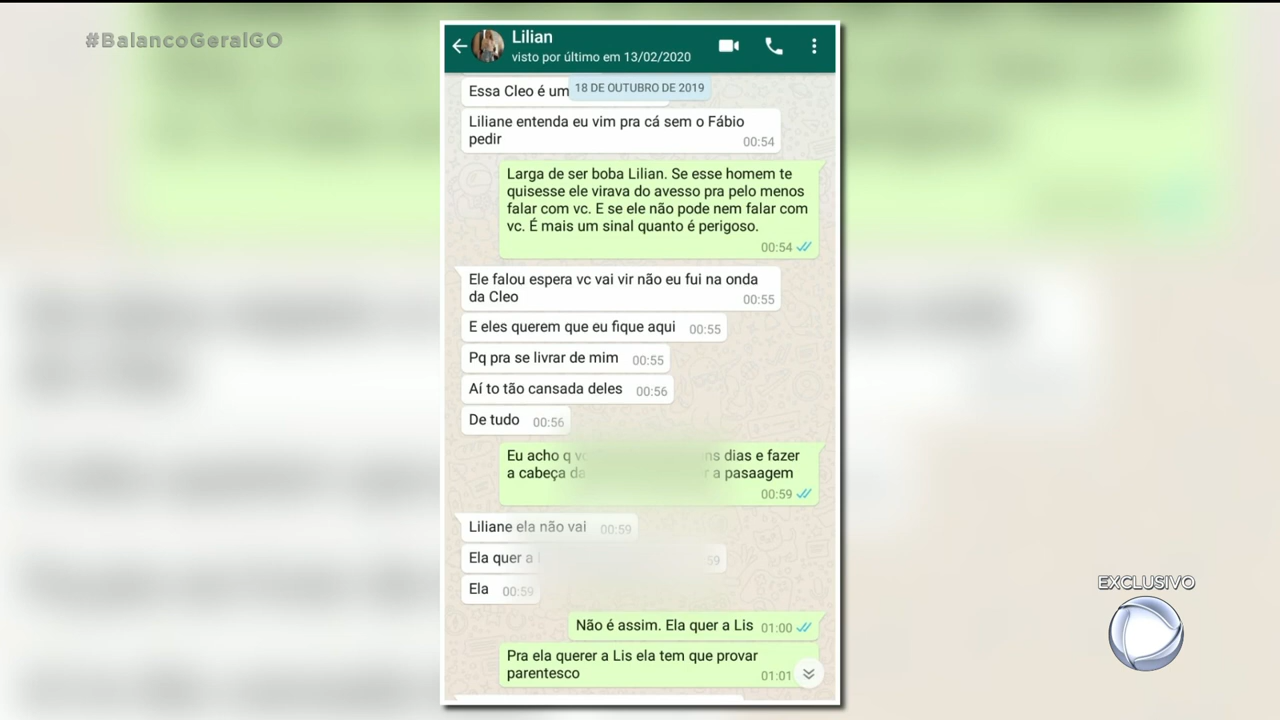 #BalancoGeralGO
Lilian
visto por último em 13/02/2020
Essa Cleo é um
18 DE OUTUBRO DE 2019
Liliane entenda eu vim pra cá sem o Fábio
pedir
00:54
Larga de ser boba Lilian. Se esse homem te
quisesse ele virava do avesso pra pelo menos
falar com vc. E se ele não pode nem falar com
vc. É mais um sinal quanto é perigoso.
00:54
Ele falou espera vc vai vir não eu fui na onda
da Cleo
00:55
E eles querem que eu fique aqui 00:55
Pq pra se livrar de mim 00:55
Aí to tão cansada deles 00:56
De tudo 00:56
Eu acho q dias e fazer
a cabeça a pasaagem
00:59
Liliane ela não vai 00:59
Ela quer a 59
Ela 00:59
Não é assim. Ela quer a Lis 01:00
Pra ela querer a Lis ela tem que provar
parentesco
01:01
EXCLUSIVO